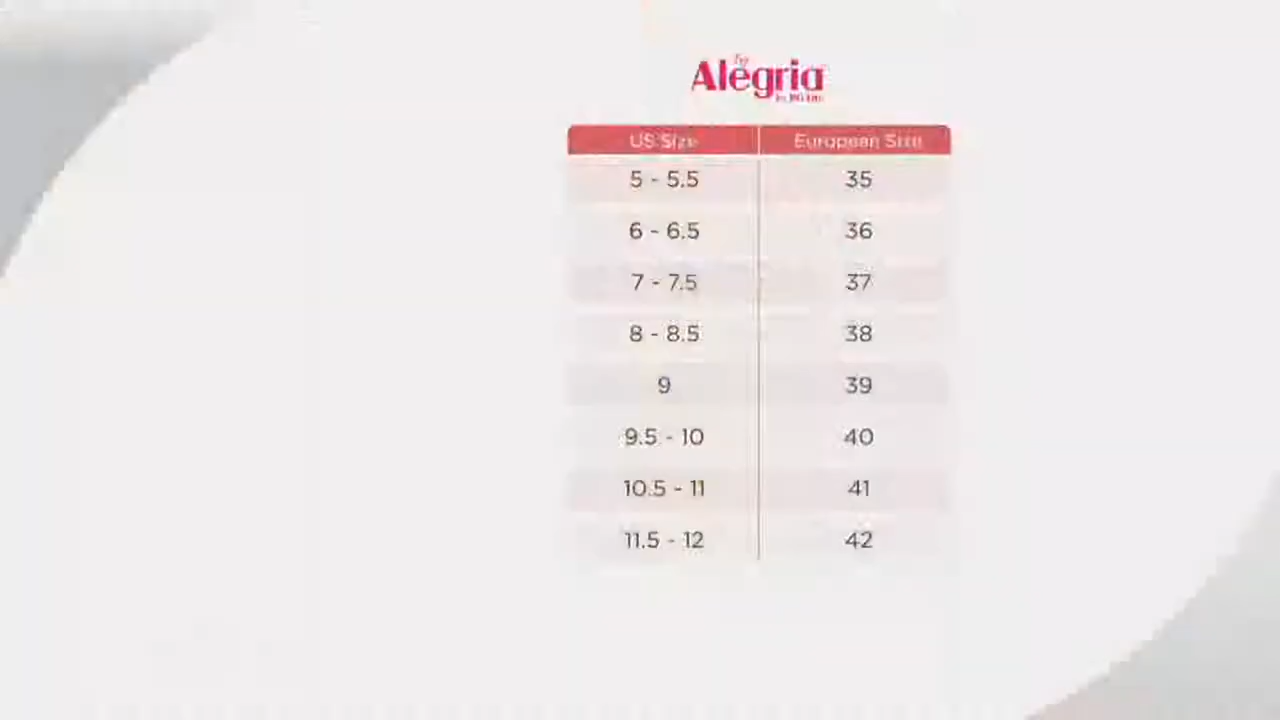 Alegria
US Size European Size
5 - 5.5 35
6 - 6.5 36
7 - 7.5 37
8 - 8.5 38
9 39
9.5 - 10 40
10.5 - 11 41
11.5 - 12 42